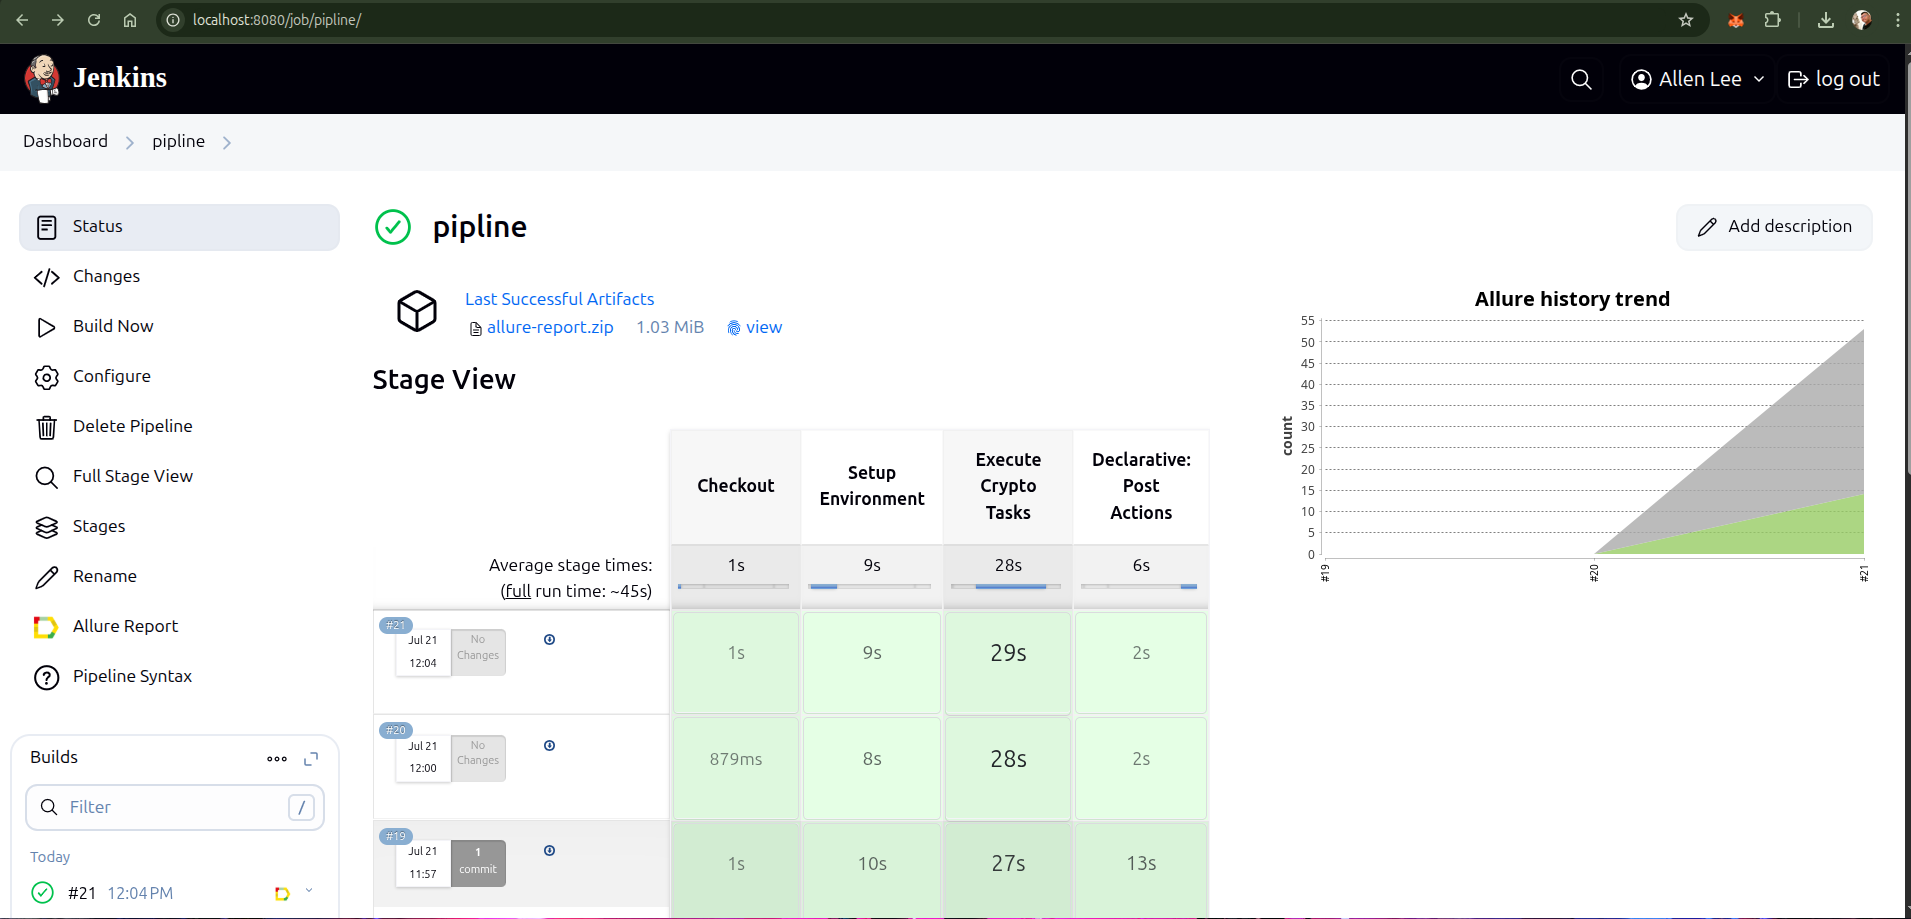 localhost:8080/job/pipline/
Jenkins
Allen Lee
log out
Dashboard
pipline
Status
Changes
Build Now
Configure
Delete Pipeline
Full Stage View
Stages
Rename
Allure Report
Pipeline Syntax
Builds
Filter
/
Today
#21 12:04 PM
pipline
Add description
Last Successful Artifacts
allure-report.zip 1.03 MiB view
Stage View
Checkout
Setup
Environment
Execute
Crypto
Tasks
Declarative:
Post
Actions
Average stage times:
(full run time: ~45s)
1s
9s
28s
6s
#21
Jul 21
12:04
No
Changes
1s
9s
29s
2s
#20
Jul 21
12:00
No
Changes
879ms
8s
28s
2s
#19
Jul 21
11:57
1
commit
1s
10s
27s
13s
Allure history trend
count
55
50
45
40
35
30
25
20
15
10
5
0
#19
#20
#21